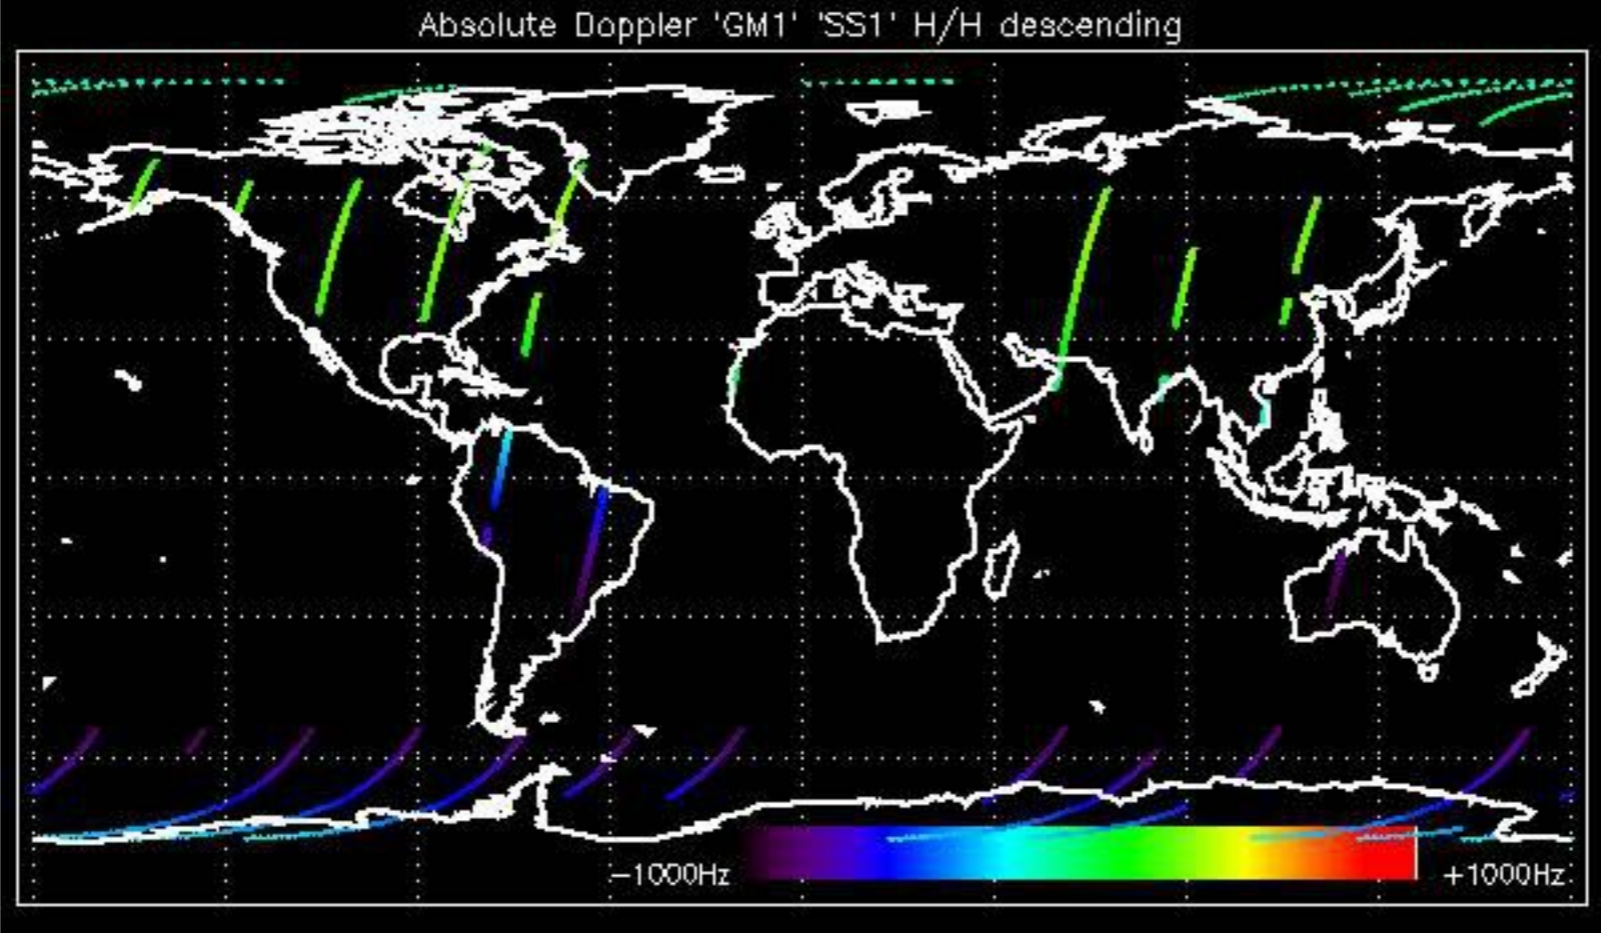 Absolute Doppler 'GM1' 'SS1' H/H descending
-1000Hz
+1000Hz